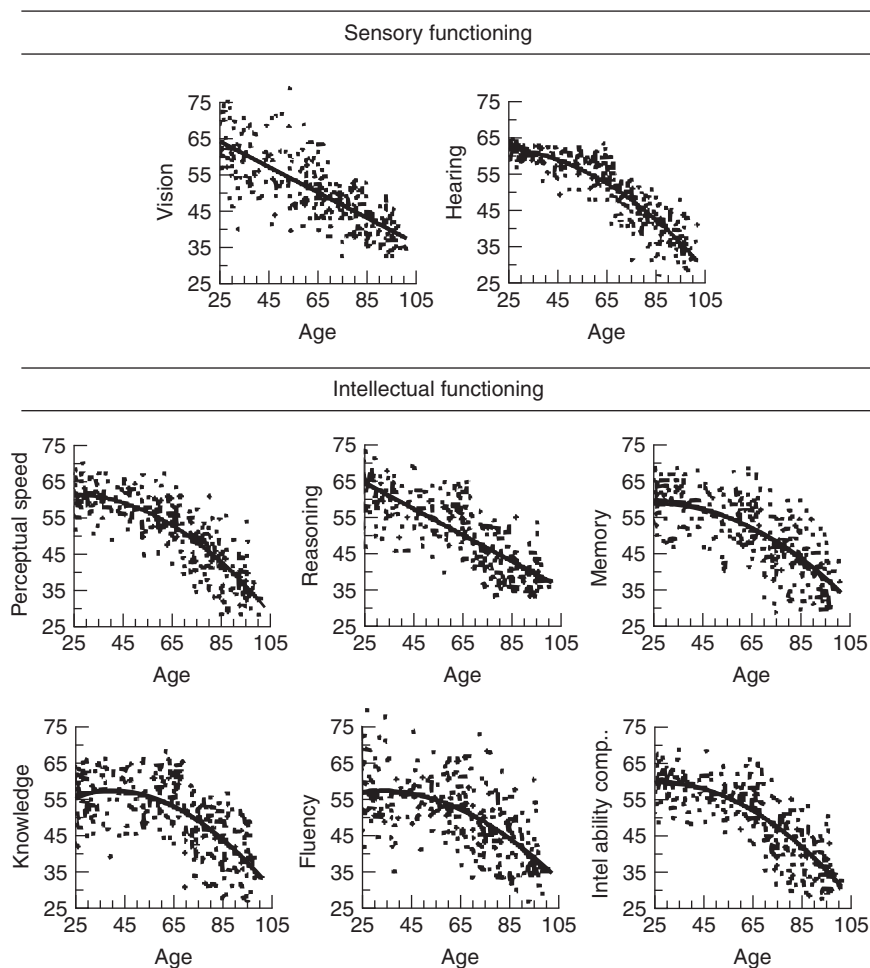 Sensory functioning
75
65
55
45
35
25
Vision
25 45 65 85 105
Age
75
65
55
45
35
25
Hearing
25 45 65 85 105
Age
Intellectual functioning
75
65
55
45
35
25
Perceptual speed
25 45 65 85 105
Age
75
65
55
45
35
25
Reasoning
25 45 65 85 105
Age
75
65
55
45
35
25
Memory
25 45 65 85 105
Age
75
65
55
45
35
25
Knowledge
25 45 65 85 105
Age
75
65
55
45
35
25
Fluency
25 45 65 85 105
Age
75
65
55
45
35
25
Intel ability comp..
25 45 65 85 105
Age